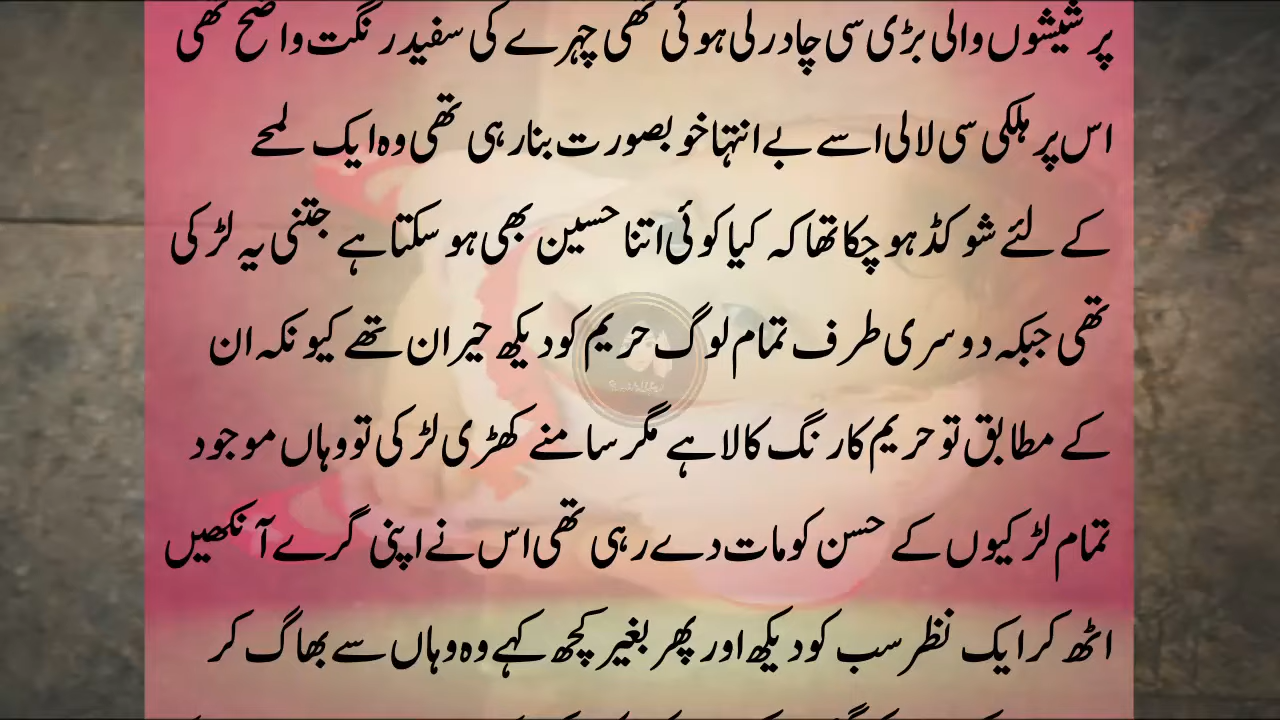 پر شیشوں والی بڑی سی چادر لی ہوئی تھی چہرے کی سفید رنگت واضح تھی
اس پر ہلکی سی لالی اسے بے انتہا خوبصورت بنا رہی تھی وہ ایک لمحے
کے لئے شوکڈ ہو چکا تھا کہ کیا کوئی اتنا حسین بھی ہو سکتا ہے جتنی یہ لڑکی
تھی جبکہ دوسری طرف تمام لوگ حریم کو دیکھ حیران تھے کیونکہ ان
کے مطابق تو حریم کا رنگ کالا ہے مگر سامنے کھڑی لڑکی تو وہاں موجود
تمام لڑکیوں کے حسن کو مات دے رہی تھی اس نے اپنی گرے آنکھیں
اٹھ کر ایک نظر سب کو دیکھ اور پھر بغیر کچھ کہے وہ وہاں سے بھاگ کر